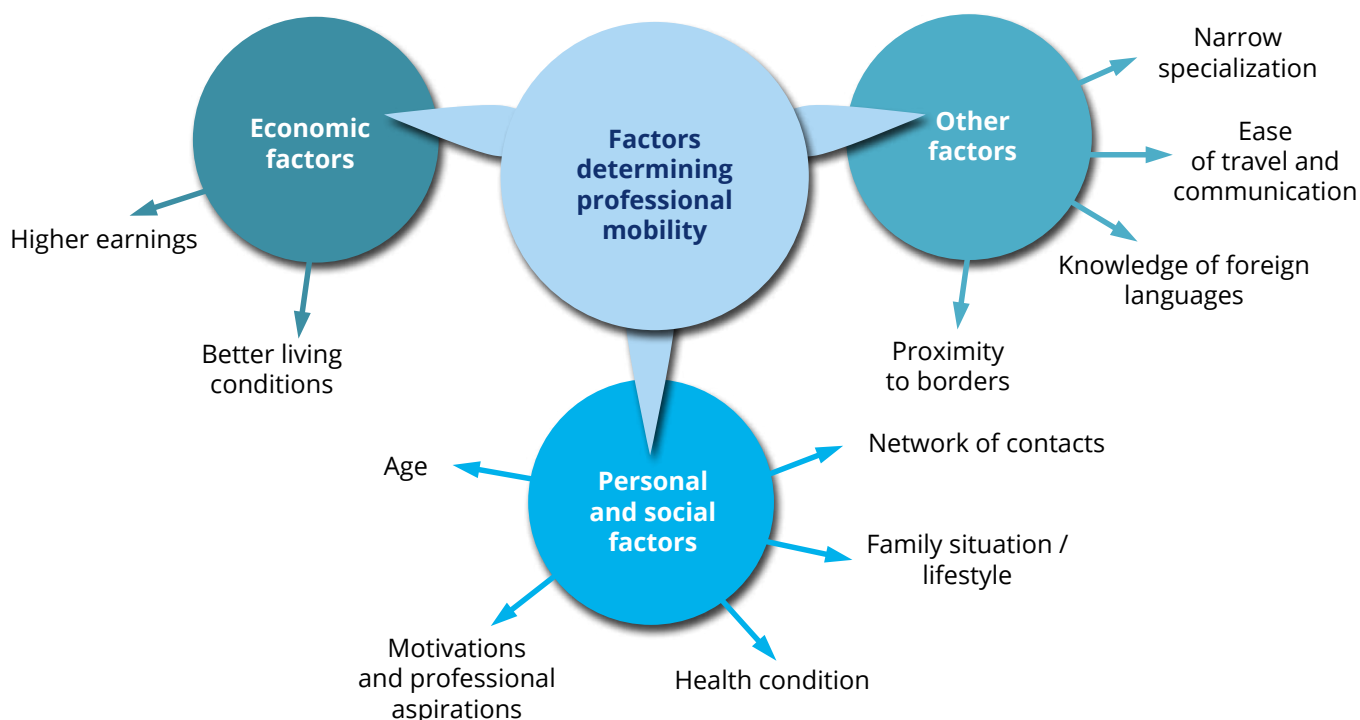 Factors
determining
professional
mobility
Economic
factors
Higher earnings
Better living
conditions
Other
factors
Narrow
specialization
Ease
of travel and
communication
Knowledge of foreign
languages
Proximity
to borders
Personal
and social
factors
Age
Motivations
and professional
aspirations
Health condition
Family situation /
lifestyle
Network of contacts